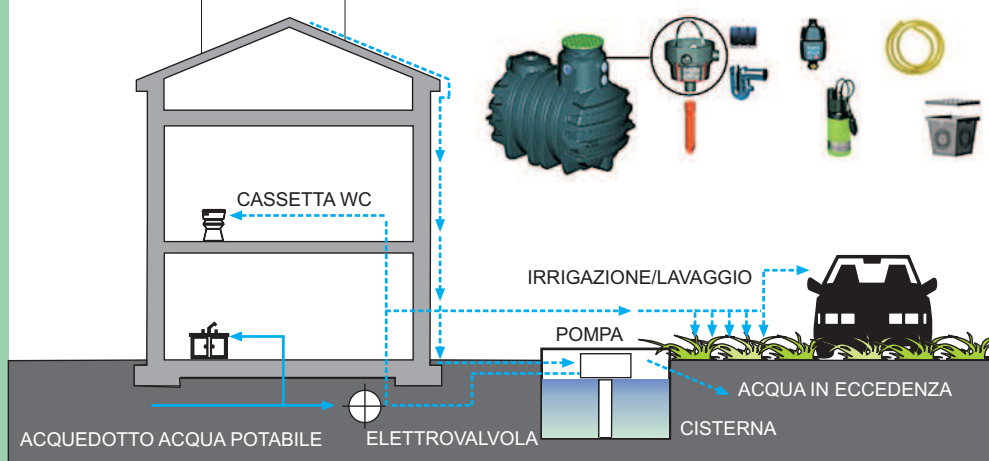 CASSETTA WC
IRRIGAZIONE/LAVAGGIO
POMPA
ACQUA IN ECCEDENZA
CISTERNA
ACQUEDOTTO ACQUA POTABILE
ELETTROVALVOLA